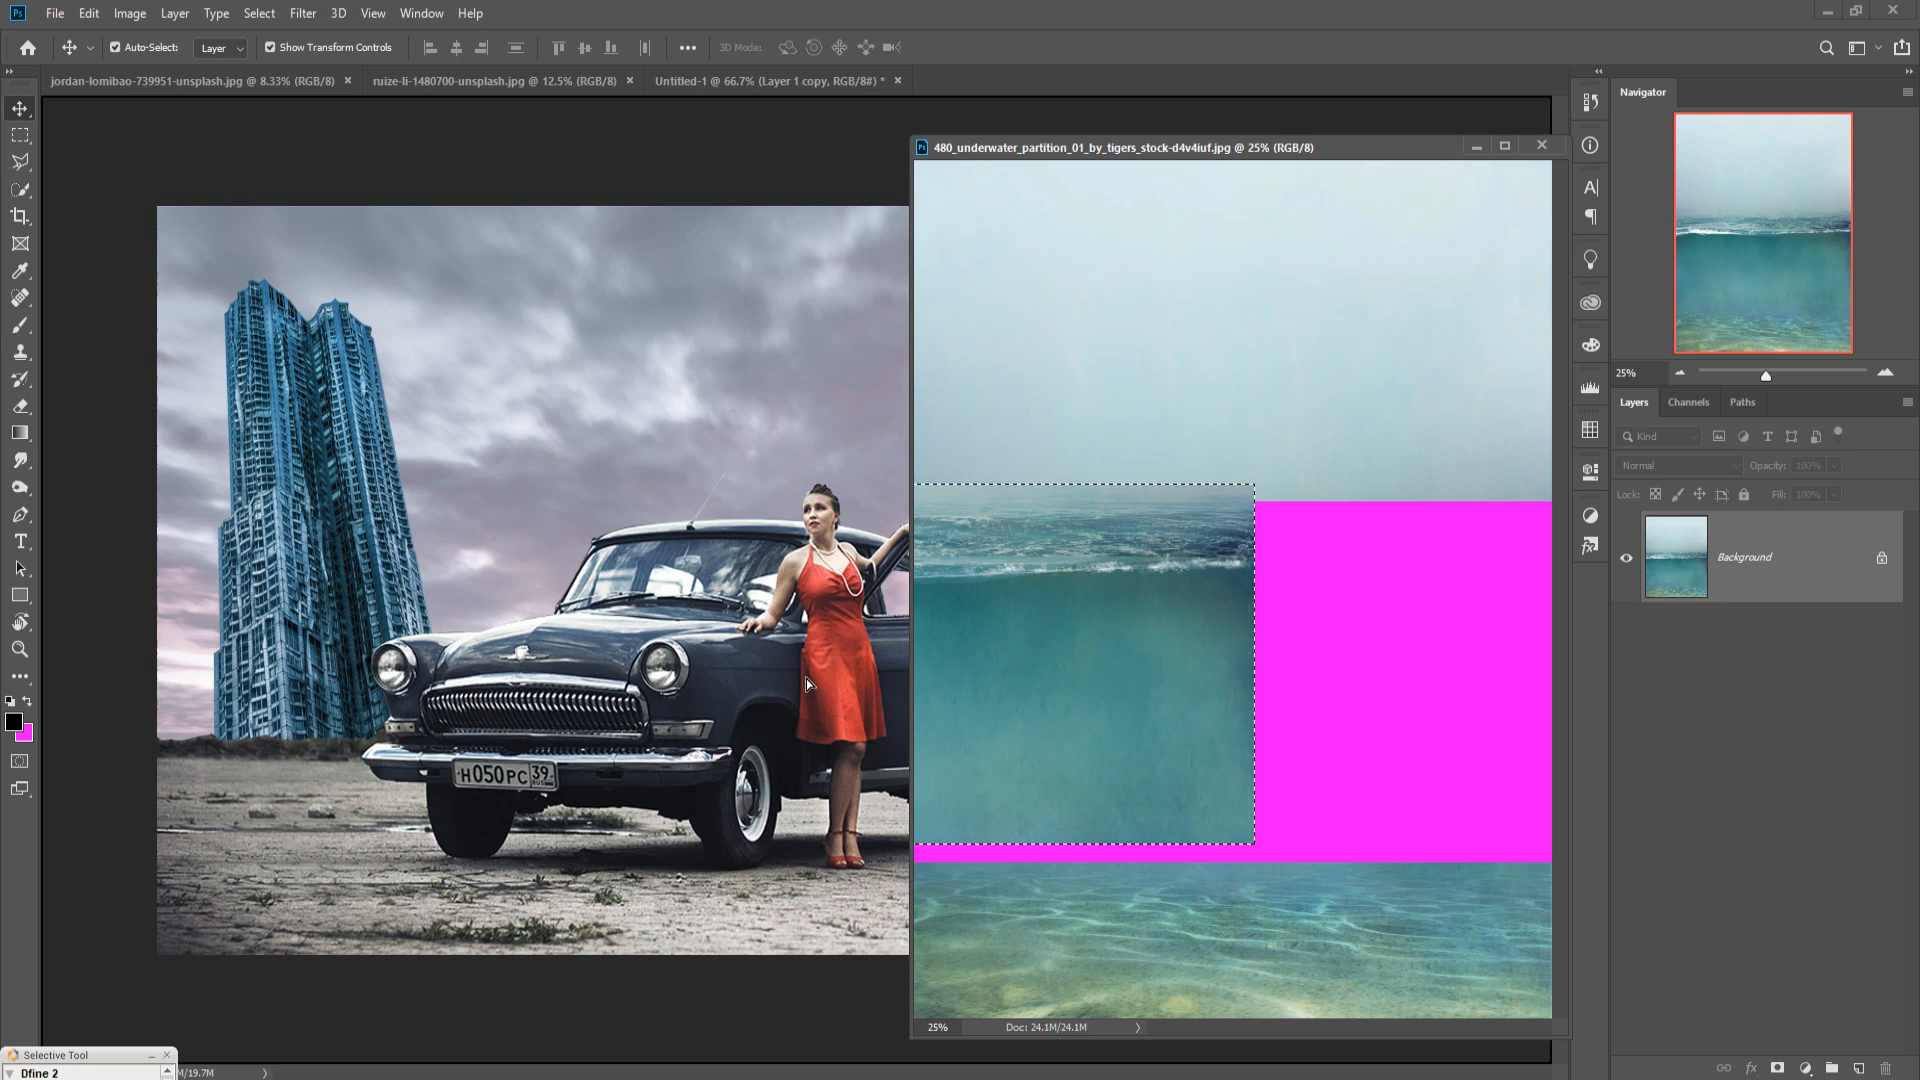 Ps File Edit Image Layer Type Select Filter 3D View Window Help
Auto-Select: Layer Show Transform Controls 3D Mode:
jordan-lomibao-739951-unsplash.jpg @ 8.33% (RGB/8) ruize-li-1480700-unsplash.jpg @ 12.5% (RGB/8) Untitled-1 @ 66.7% (Layer 1 copy, RGB/8#) *
Navigator
Ps 480_underwater_partition_01_by_tigers_stock-d4v4iuf.jpg @ 25% (RGB/8)
25%
Layers Channels Paths
Kind
Normal Opacity: 100%
Lock: Fill: 100%
Background
H050PC 39
RUS
25% Doc: 24.1M/24.1M
Selective Tool
Dfine 2
M/19.7M